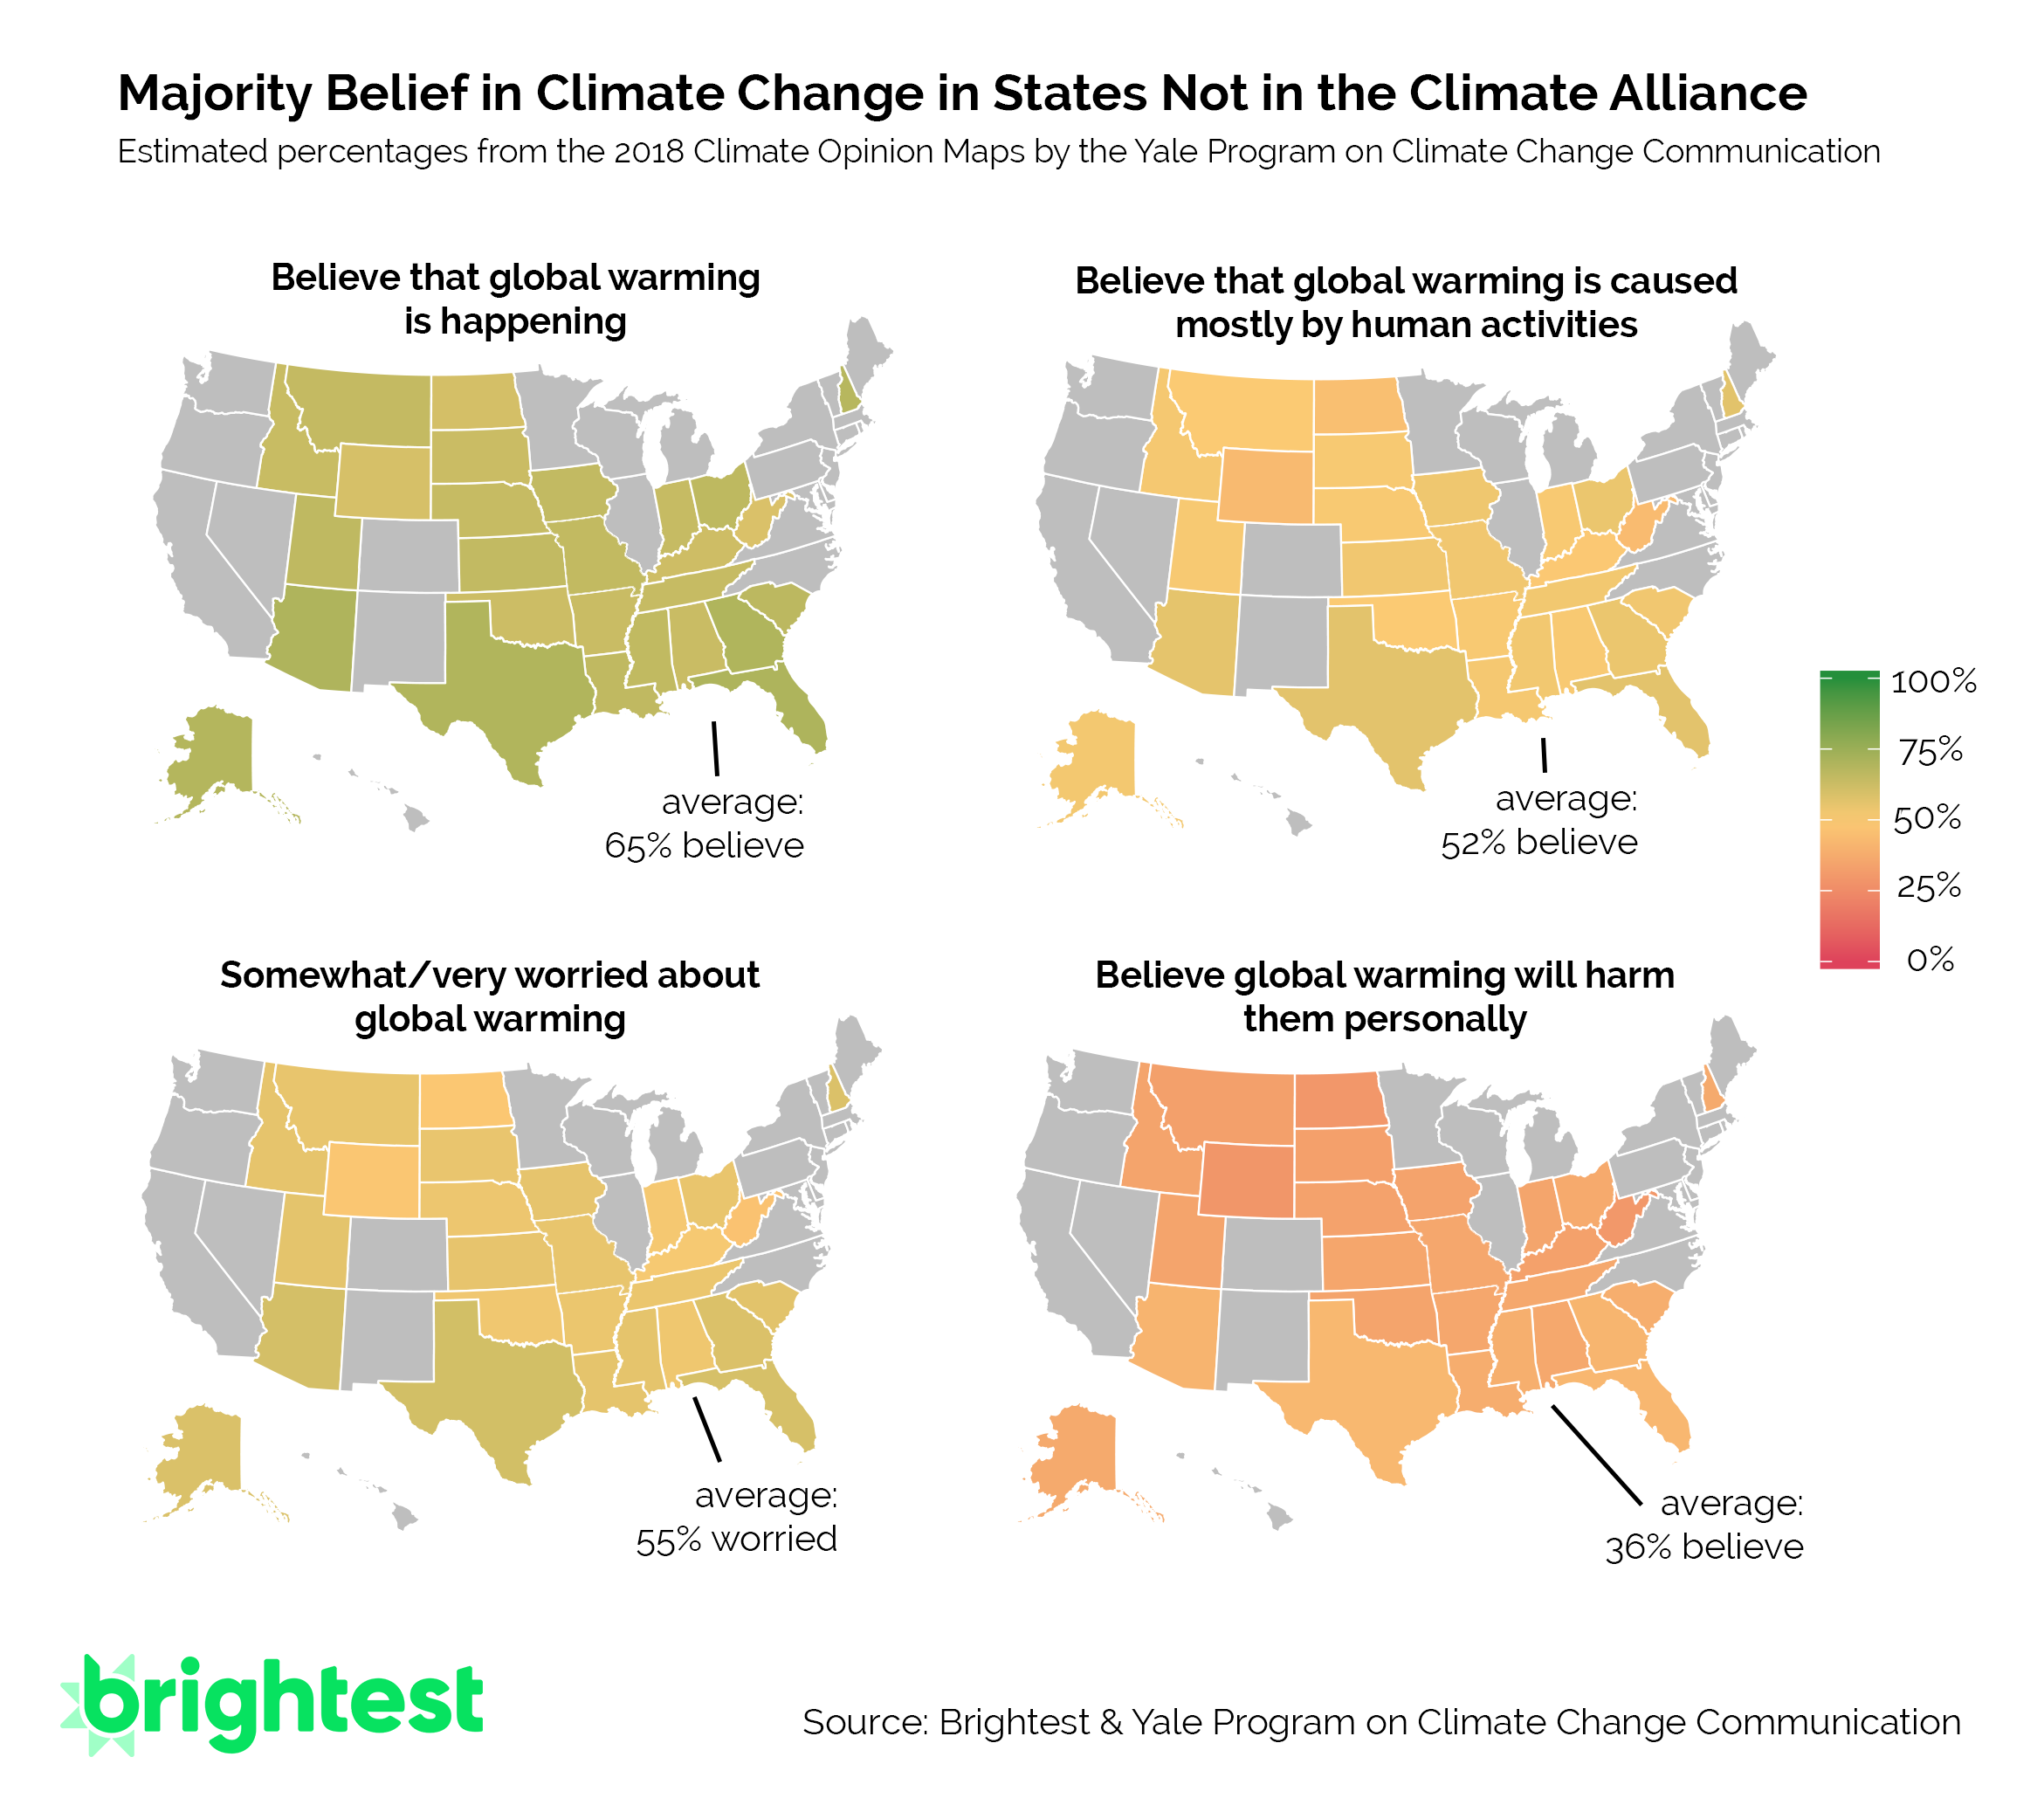 Majority Belief in Climate Change in States Not in the Climate Alliance
Estimated percentages from the 2018 Climate Opinion Maps by the Yale Program on Climate Change Communication
Believe that global warming
is happening
average:
65% believe
Believe that global warming is caused
mostly by human activities
average:
52% believe
100%
75%
50%
25%
0%
Somewhat/very worried about
global warming
average:
55% worried
Believe global warming will harm
them personally
average:
36% believe
brightest
Source: Brightest & Yale Program on Climate Change Communication